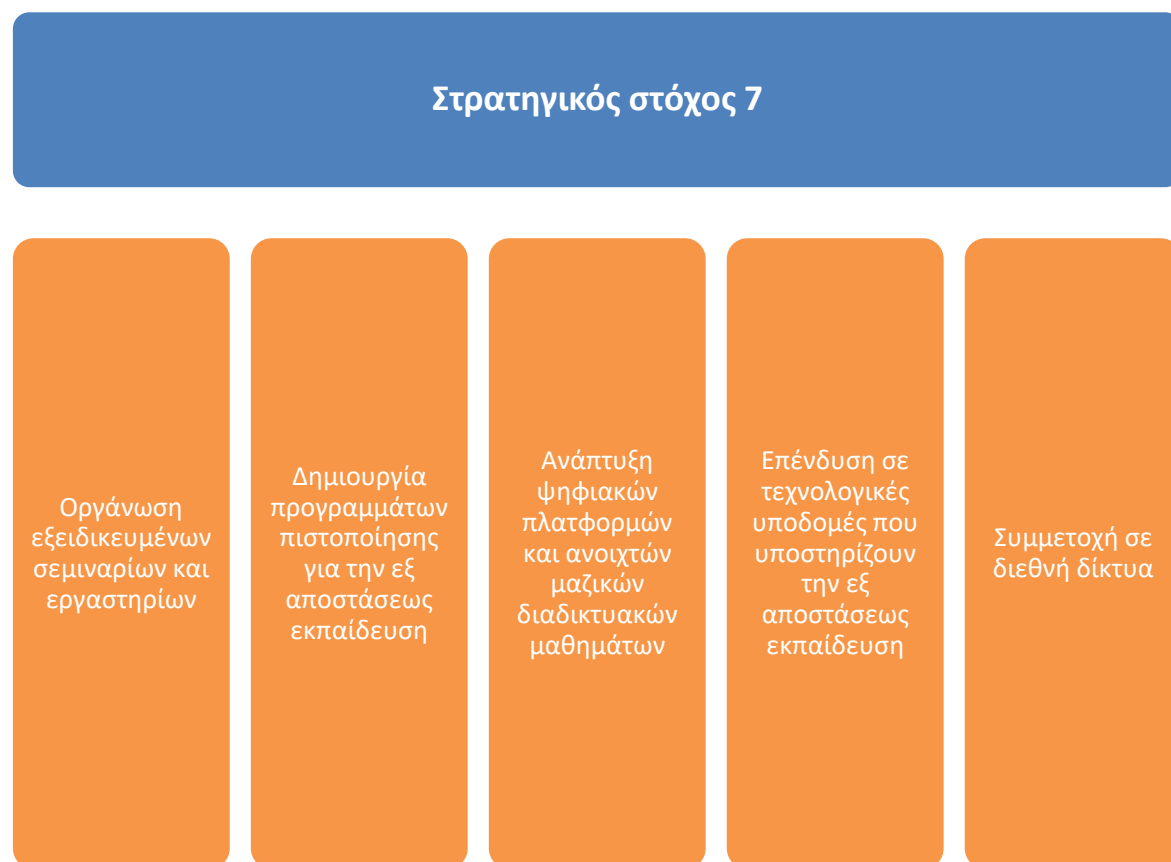 Στρατηγικός στόχος 7
Οργάνωση
εξειδικευμένων
σεμιναρίων και
εργαστηρίων
Δημιουργία
προγραμμάτων
πιστοποίησης
για την εξ
αποστάσεως
εκπαίδευση
Ανάπτυξη
ψηφιακών
πλατφορμών
και ανοιχτών
μαζικών
διαδικτυακών
μαθημάτων
Επένδυση σε
τεχνολογικές
υποδομές που
υποστηρίζουν
την εξ
αποστάσεως
εκπαίδευση
Συμμετοχή σε
διεθνή δίκτυα